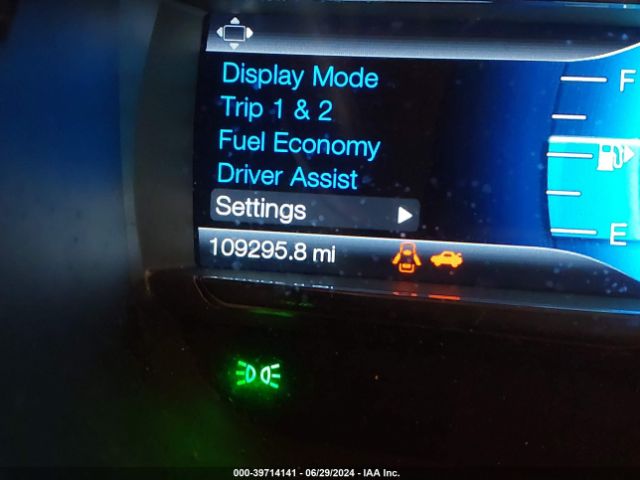 Display Mode
Trip 1 & 2
Fuel Economy
Driver Assist
Settings
109295.8 mi
F
E
000-39714141 - 06/29/2024 - IAA Inc.